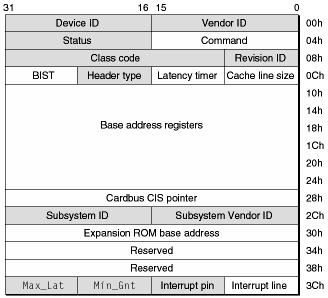 31 16 15 0
Device ID Vendor ID 00h
Status Command 04h
Class code Revision ID 08h
BIST Header type Latency timer Cache line size 0Ch
10h
14h
Base address registers 18h
1Ch
20h
24h
Cardbus CIS pointer 28h
Subsystem ID Subsystem Vendor ID 2Ch
Expansion ROM base address 30h
Reserved 34h
Reserved 38h
Max_Lat Min_Gnt Interrupt pin Interrupt line 3Ch